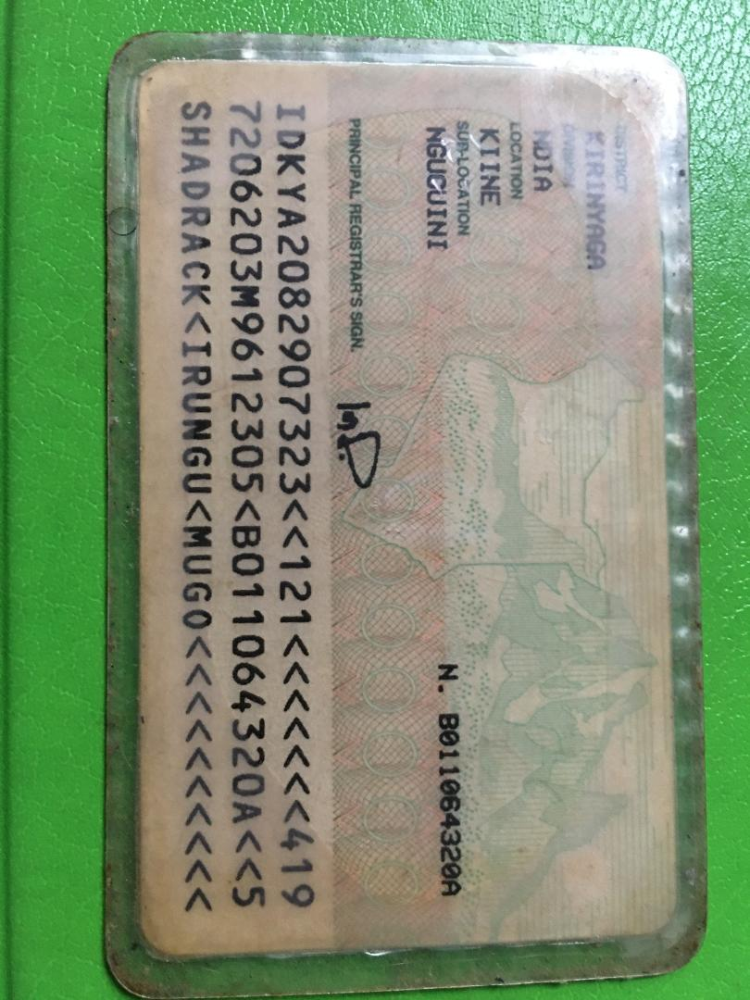 DISTRICT
KIRINYAGA
DIVISION
NDIA
LOCATION
KIINE
SUB-LOCATION
NGUGUINI
N. B011064320A
PRINCIPAL REGISTRAR'S SIGN.
IDKYA2082907323<<121<<<<<<<419
7206203M9612305<B011064320A<<5
SHADRACK<IRUNGU<MUGO<<<<<<<<<<